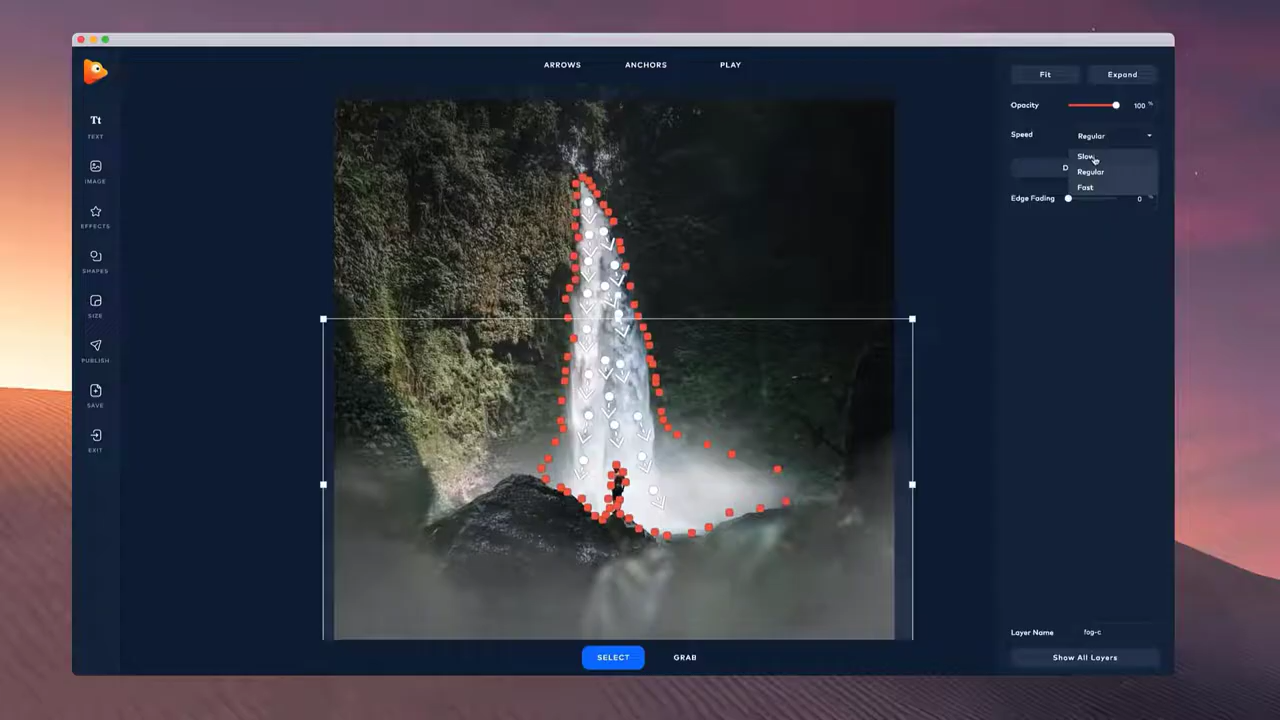 ARROWS ANCHORS PLAY
Fit Expand
Opacity 100 %
Speed Regular
Slow
D Regular
Fast
Edge Fading 0 %
Tt
TEXT
IMAGE
EFFECTS
SHAPES
SIZE
PUBLISH
SAVE
EXIT
Layer Name fog-c
SELECT GRAB Show All Layers